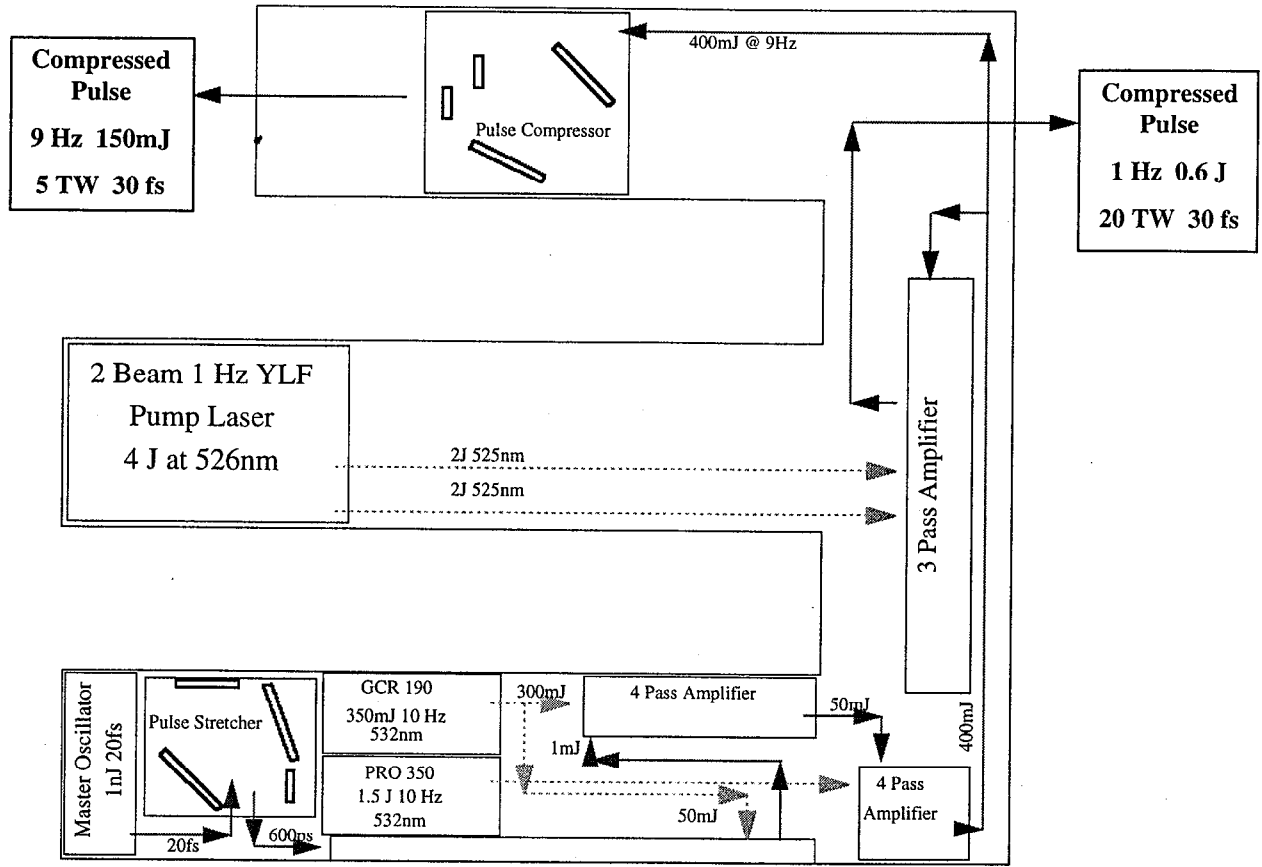 400mJ @ 9Hz
Compressed
Pulse
9 Hz 150mJ
5 TW 30 fs
Pulse Compressor
Compressed
Pulse
1 Hz 0.6 J
20 TW 30 fs
2 Beam 1 Hz YLF
Pump Laser
4 J at 526nm
2J 525nm
2J 525nm
3 Pass Amplifier
Master Oscillator
1nJ 20fs
Pulse Stretcher
GCR 190
350mJ 10 Hz
532nm
300mJ
4 Pass Amplifier
50mJ
400mJ
1mJ
PRO 350
1.5 J 10 Hz
532nm
50mJ
4 Pass
Amplifier
20fs
600ps